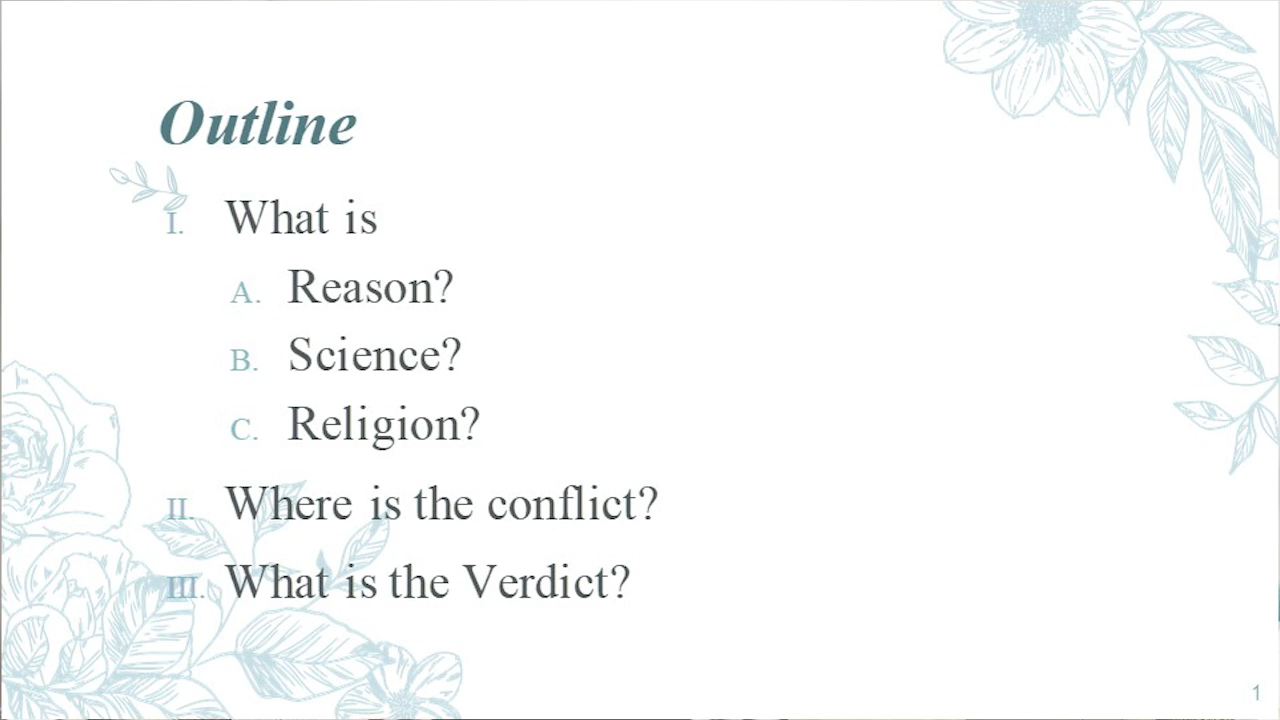 Outline
I. What is
A. Reason?
B. Science?
C. Religion?
II. Where is the conflict?
III. What is the Verdict?
1